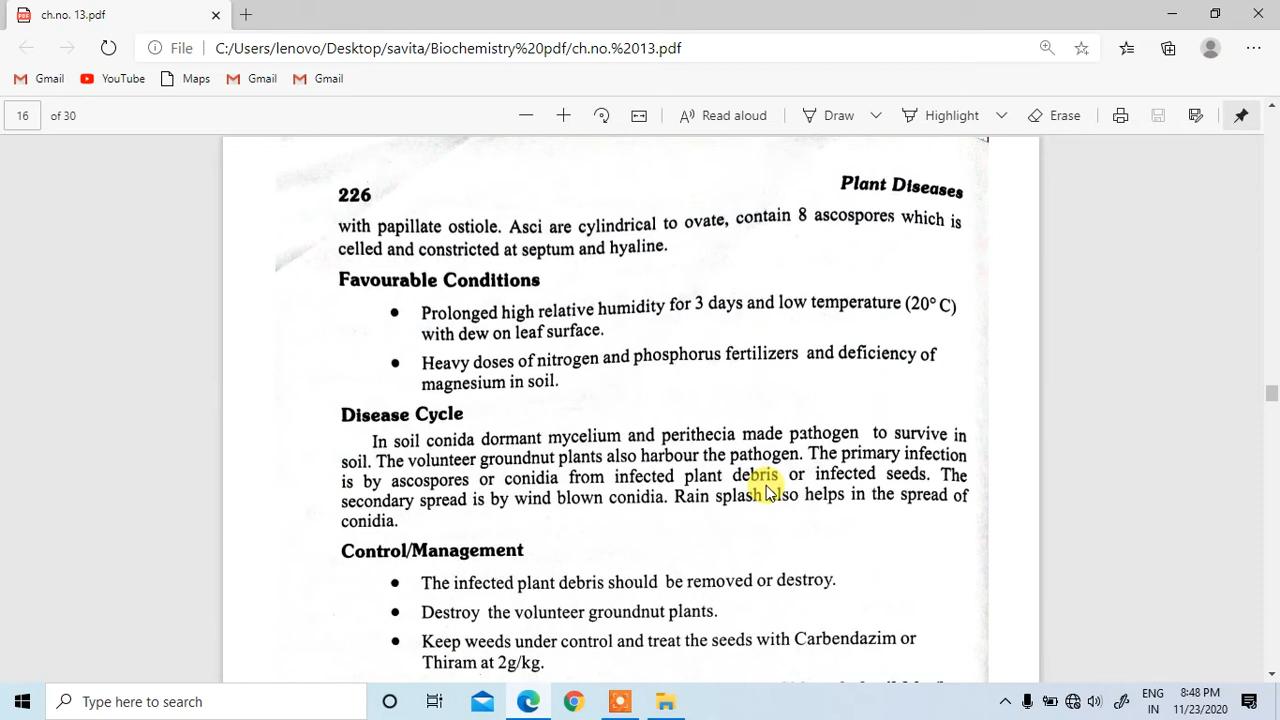 ch.no. 13.pdf
File C:/Users/lenovo/Desktop/savita/Biochemistry%20pdf/ch.no.%2013.pdf
Gmail YouTube Maps Gmail Gmail
16 of 30 Read aloud Draw Highlight Erase
226 Plant Diseases
with papillate ostiole. Asci are cylindrical to ovate, contain 8 ascospores which is
celled and constricted at septum and hyaline.
Favourable Conditions
• Prolonged high relative humidity for 3 days and low temperature (20° C)
with dew on leaf surface.
• Heavy doses of nitrogen and phosphorus fertilizers and deficiency of
magnesium in soil.
Disease Cycle
In soil conida dormant mycelium and perithecia made pathogen to survive in
soil. The volunteer groundnut plants also harbour the pathogen. The primary infection
is by ascospores or conidia from infected plant debris or infected seeds. The
secondary spread is by wind blown conidia. Rain splash also helps in the spread of
conidia.
Control/Management
• The infected plant debris should be removed or destroy.
• Destroy the volunteer groundnut plants.
• Keep weeds under control and treat the seeds with Carbendazim or
Thiram at 2g/kg.
Type here to search
ENG 8:48 PM
IN 11/23/2020